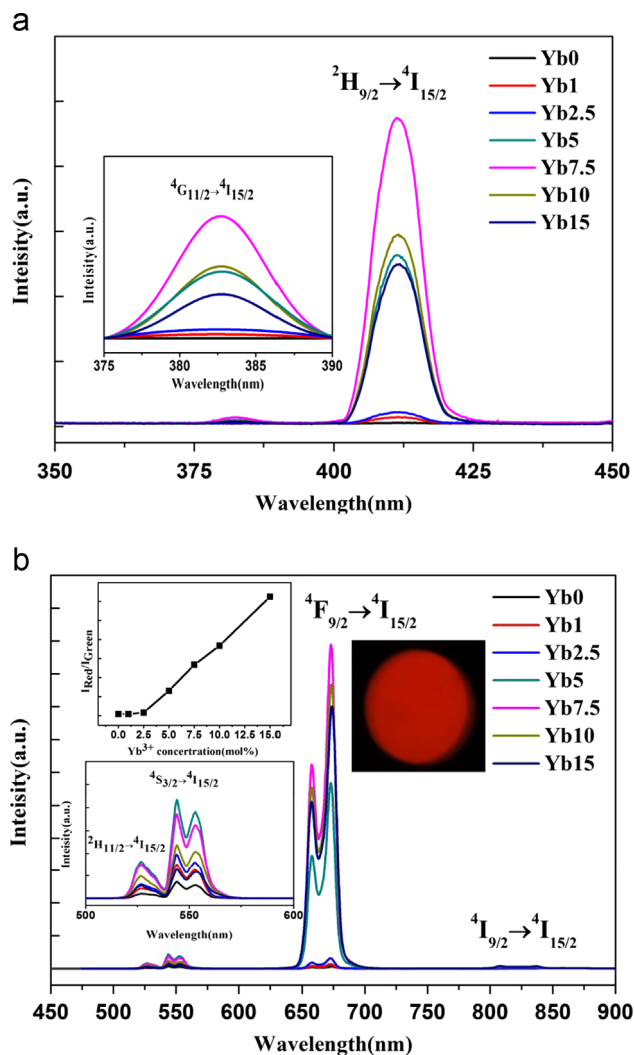 a
²H₉/₂→⁴I₁₅/₂
Yb0
Yb1
Yb2.5
Yb5
Yb7.5
Yb10
Yb15
Inteisity(a.u.)
⁴G₁₁/₂→⁴I₁₅/₂
Inteisity(a.u.)
375 380 385 390
Wavelength(nm)
350 375 400 425 450
Wavelength(nm)
b
⁴F₉/₂→⁴I₁₅/₂
Yb0
Yb1
Yb2.5
Yb5
Yb7.5
Yb10
Yb15
Inteisity(a.u.)
I_Red/I_Green
0.0 2.5 5.0 7.5 10.0 12.5 15.0
Yb³⁺ concertration(mol%)
⁴S₃/₂→⁴I₁₅/₂
²H₁₁/₂→⁴I₁₅/₂
Inteisity(a.u.)
500 550 600
Wavelength(nm)
⁴I₉/₂→⁴I₁₅/₂
450 500 550 600 650 700 750 800 850 900
Wavelength(nm)